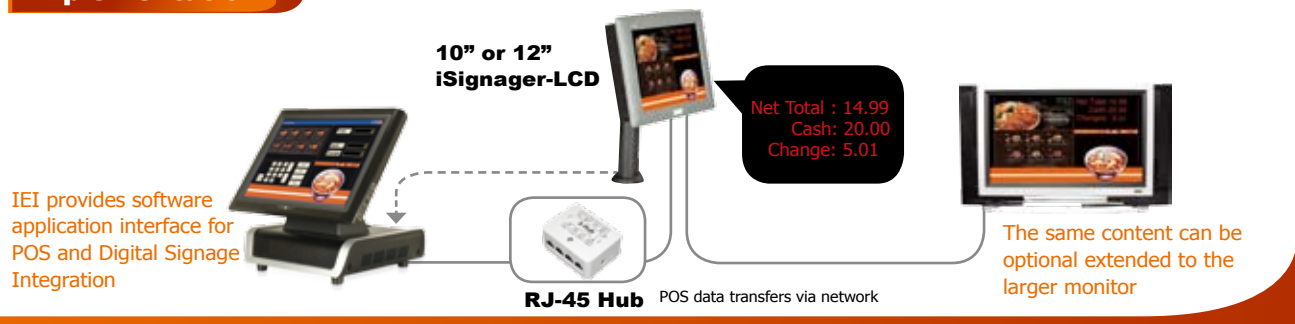 10” or 12”
iSignager-LCD
Net Total : 14.99
Cash: 20.00
Change: 5.01
IEI provides software
application interface for
POS and Digital Signage
Integration
RJ-45 Hub
POS data transfers via network
The same content can be
optional extended to the
larger monitor